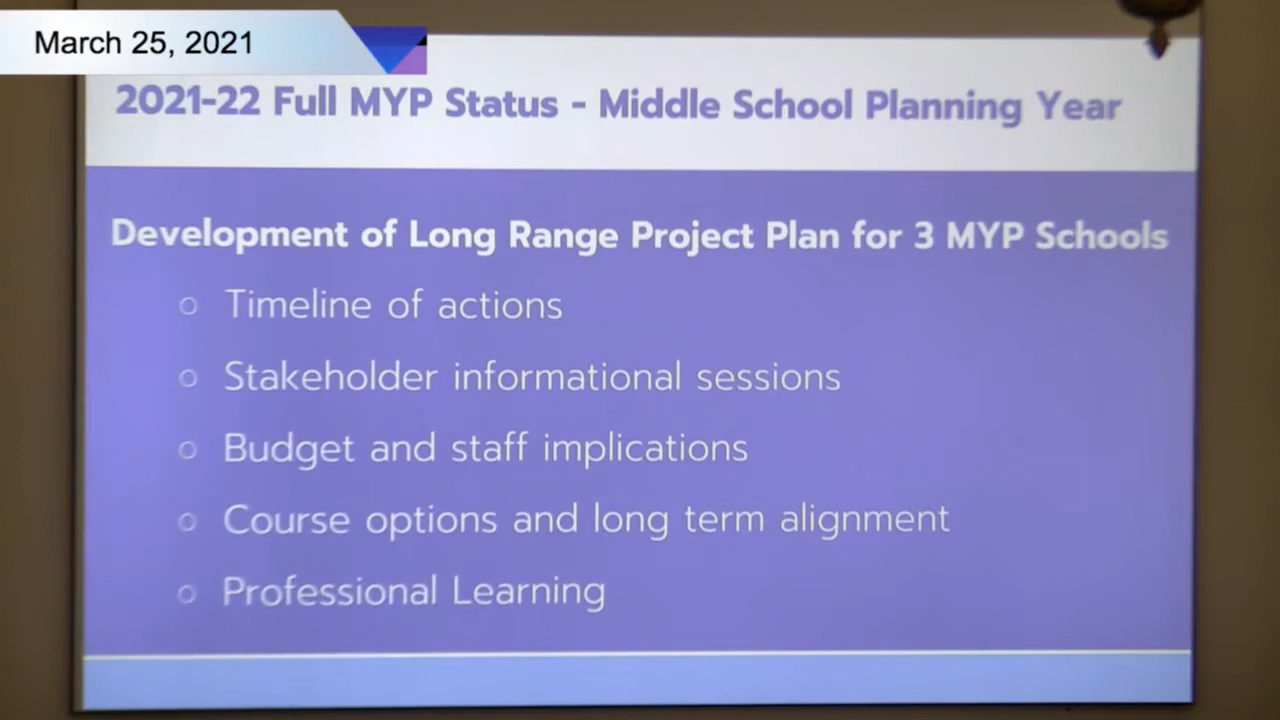 March 25, 2021
2021-22 Full MYP Status - Middle School Planning Year
Development of Long Range Project Plan for 3 MYP Schools
o Timeline of actions
o Stakeholder informational sessions
o Budget and staff implications
o Course options and long term alignment
o Professional Learning